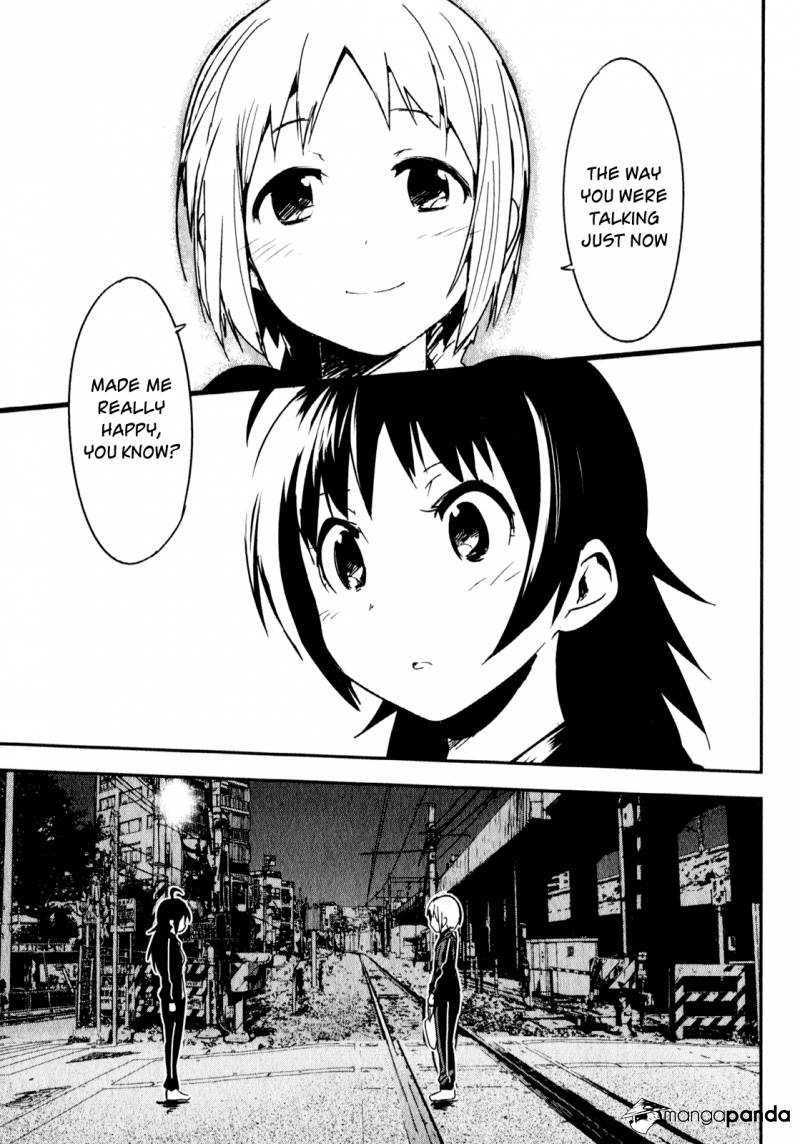 THE WAY
YOU WERE
TALKING
JUST NOW
MADE ME
REALLY
HAPPY,
YOU KNOW?
mangapanda